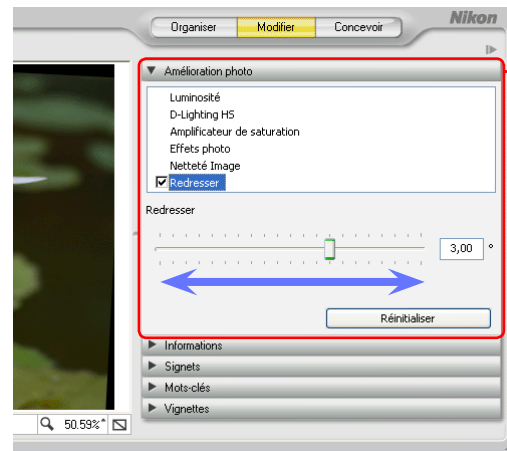 Organiser Modifier Concevoir Nikon
Amélioration photo
Luminosité
D-Lighting HS
Amplificateur de saturation
Effets photo
Netteté Image
Redresser
Redresser
3,00 °
Réinitialiser
Informations
Signets
Mots-clés
Vignettes
50.59%*